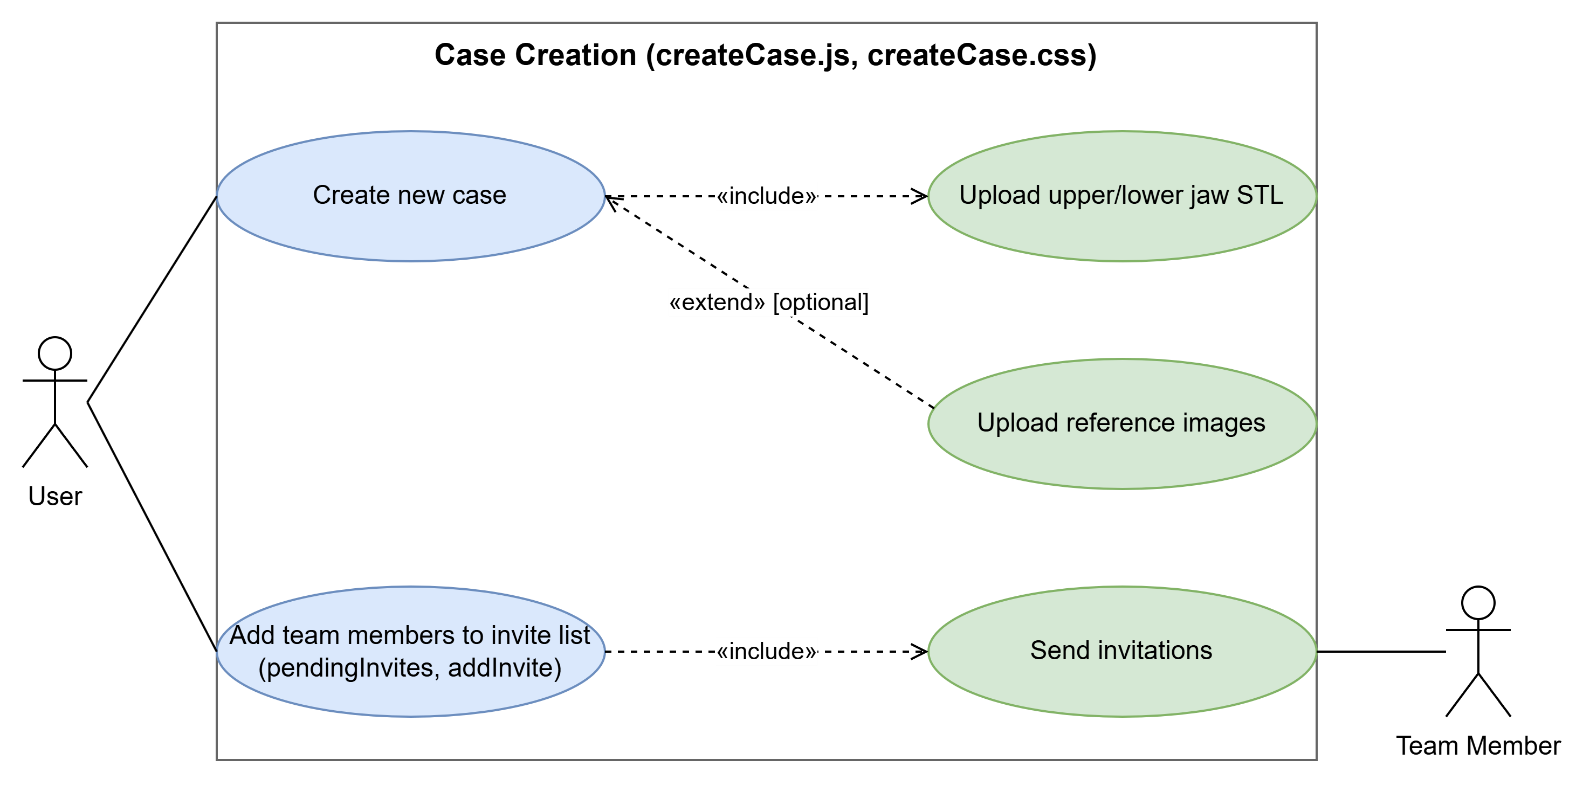 Case Creation (createCase.js, createCase.css)
Create new case
«include»
Upload upper/lower jaw STL
«extend» [optional]
Upload reference images
User
Add team members to invite list
(pendingInvites, addInvite)
«include»
Send invitations
Team Member